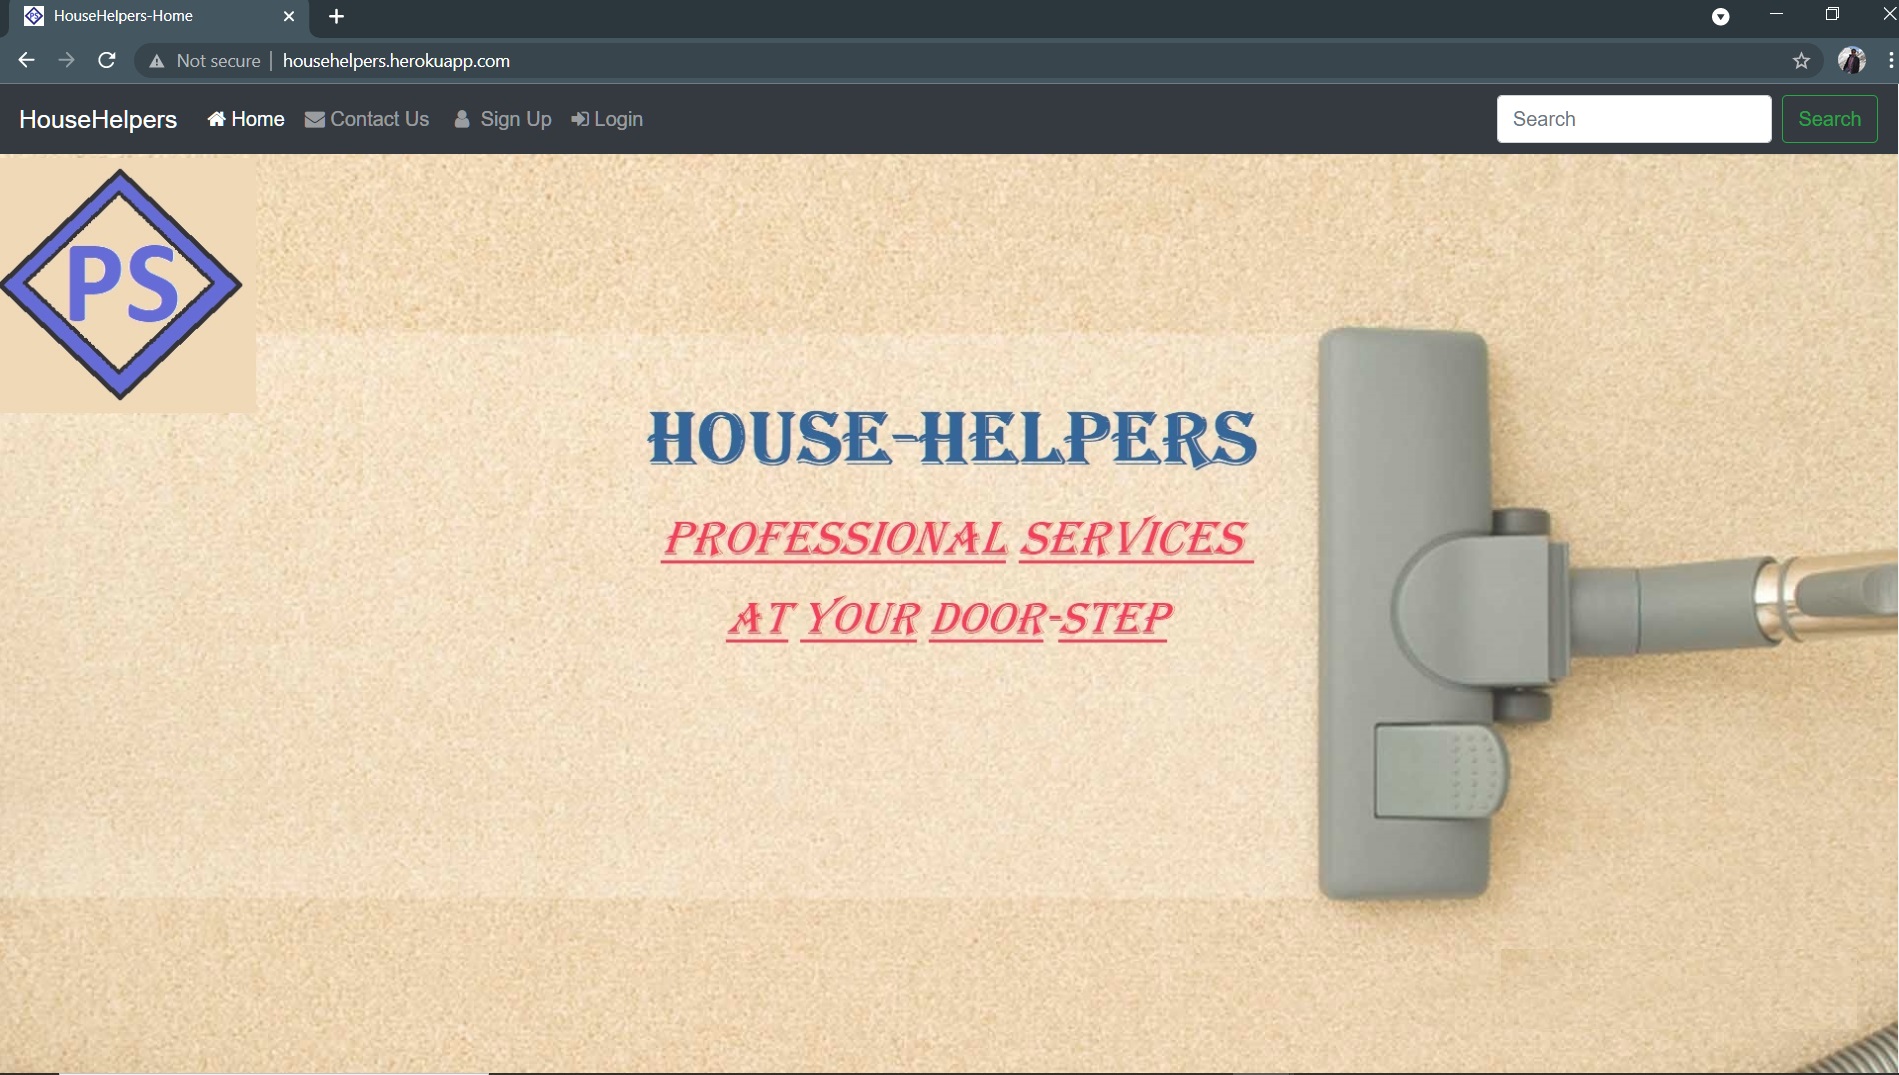 HouseHelpers-Home
Not secure househelpers.herokuapp.com
HouseHelpers Home Contact Us Sign Up Login Search Search
PS
HOUSE-HELPERS
PROFESSIONAL SERVICES
AT YOUR DOOR-STEP